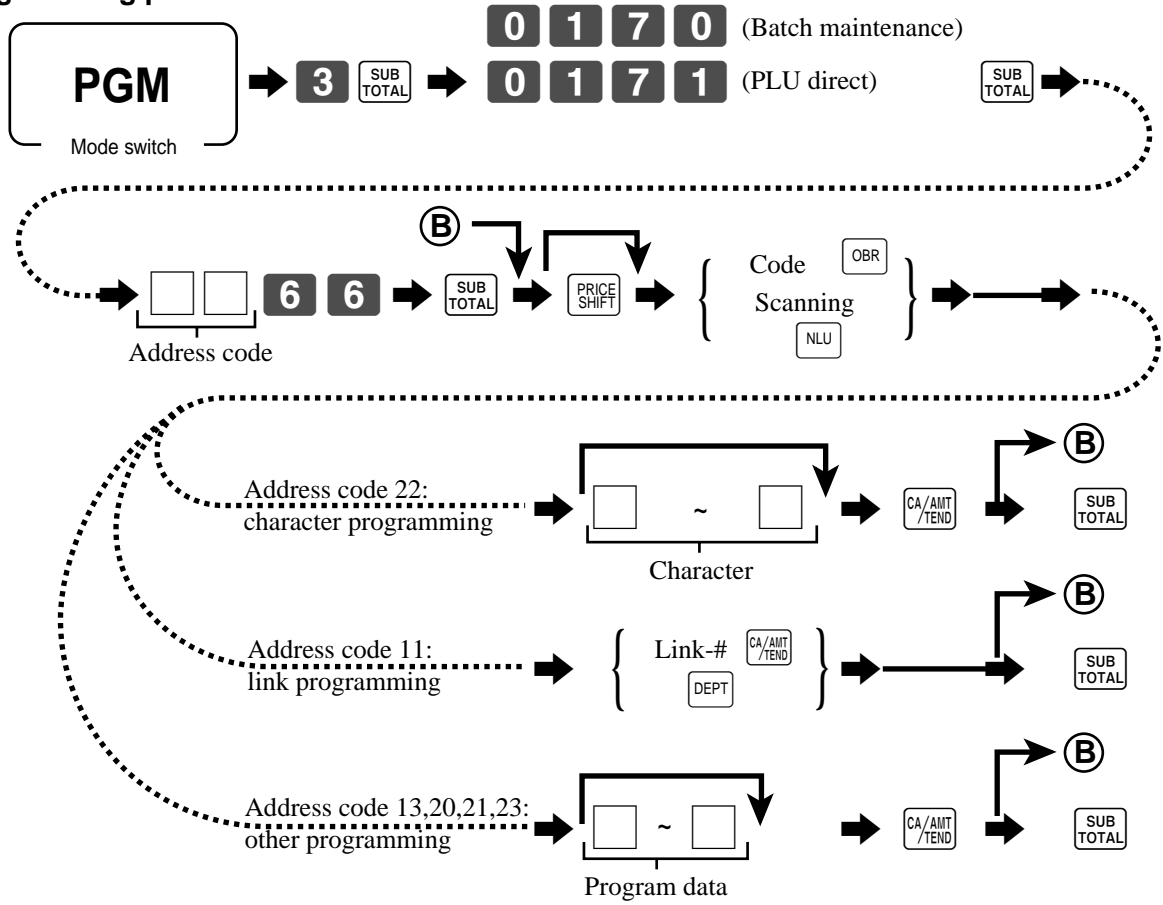 PGM
Mode switch
3
SUB
TOTAL
0 1 7 0 (Batch maintenance)
0 1 7 1 (PLU direct)
SUB
TOTAL
6 6
Address code
SUB
TOTAL
B
PRICE
SHIFT
Code OBR
Scanning
NLU
Address code 22:
character programming
~
Character
CA/AMT
/TEND
B
SUB
TOTAL
Address code 11:
link programming
Link-# CA/AMT
/TEND
DEPT
B
SUB
TOTAL
Address code 13,20,21,23:
other programming
~
Program data
CA/AMT
/TEND
B
SUB
TOTAL